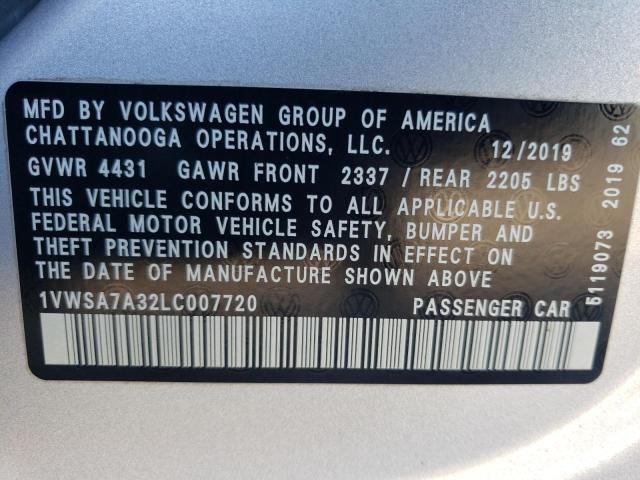 MFD BY VOLKSWAGEN GROUP OF AMERICA
CHATTANOOGA OPERATIONS, LLC. 12/2019
GVWR 4431 GAWR FRONT 2337 / REAR 2205 LBS
THIS VEHICLE CONFORMS TO ALL APPLICABLE U.S.
FEDERAL MOTOR VEHICLE SAFETY, BUMPER AND
THEFT PREVENTION STANDARDS IN EFFECT ON
THE DATE OF MANUFACTURE SHOWN ABOVE
1VWSA7A32LC007720 PASSENGER CAR
6119073 2019 62